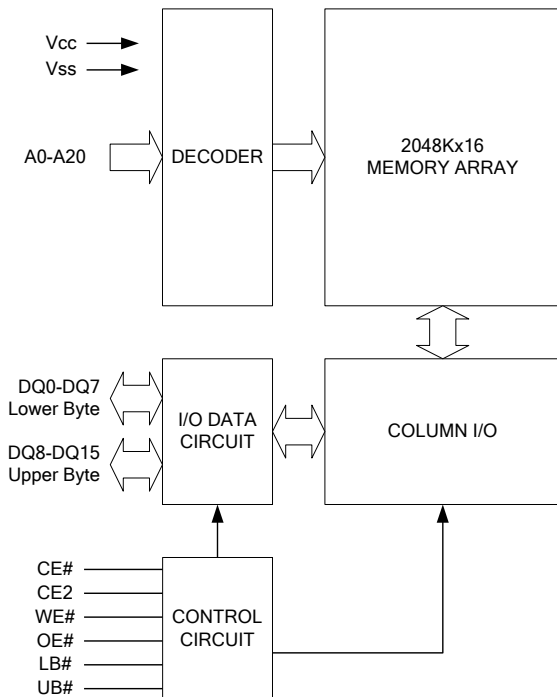 Vcc
Vss
A0-A20
DECODER
2048Kx16
MEMORY ARRAY
DQ0-DQ7
Lower Byte
DQ8-DQ15
Upper Byte
I/O DATA
CIRCUIT
COLUMN I/O
CE#
CE2
WE#
OE#
LB#
UB#
CONTROL
CIRCUIT